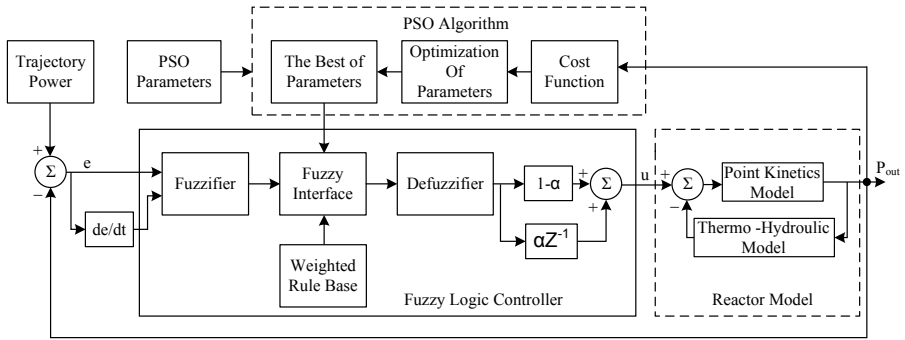 PSO Algorithm
Trajectory
Power
PSO
Parameters
The Best of
Parameters
Optimization
Of
Parameters
Cost
Function
+
Σ
−
e
de/dt
Fuzzifier
Fuzzy
Interface
Defuzzifier
1-α
αZ⁻¹
+
+
Σ
u
+
Σ
−
Point Kinetics
Model
Thermo -Hydroulic
Model
Pout
Weighted
Rule Base
Fuzzy Logic Controller
Reactor Model